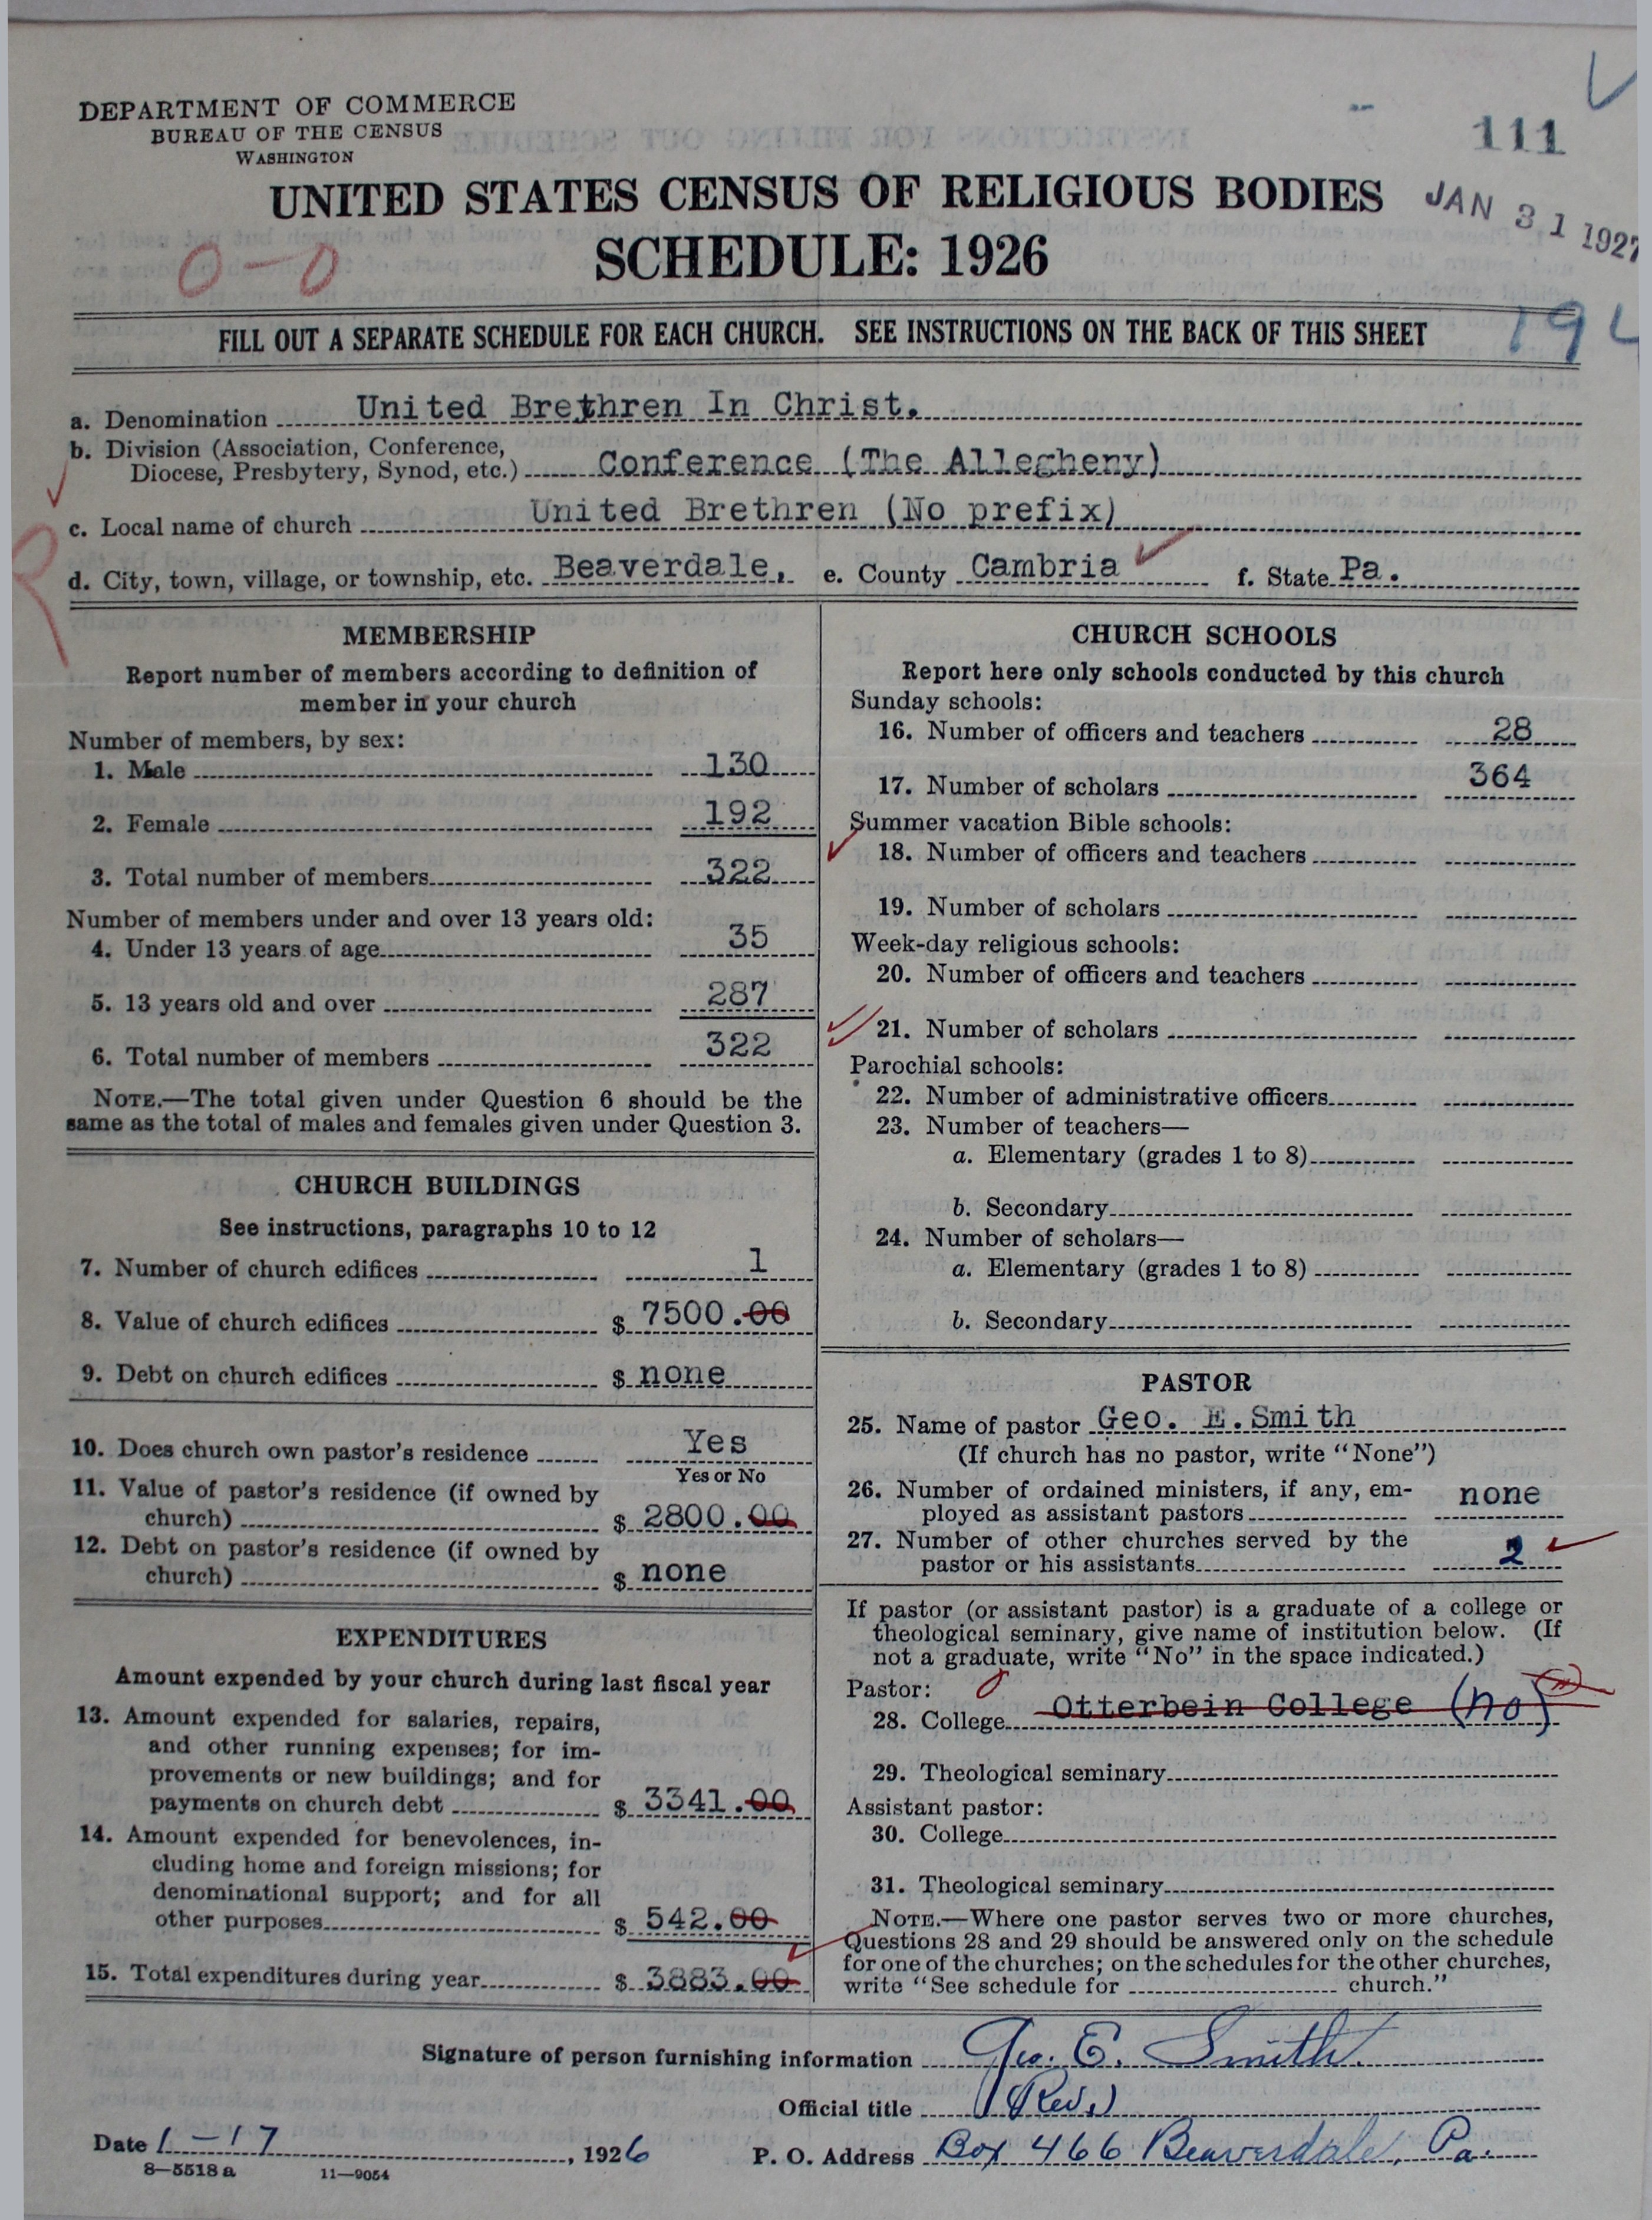 DEPARTMENT OF COMMERCE
BUREAU OF THE CENSUS
WASHINGTON
111
UNITED STATES CENSUS OF RELIGIOUS BODIES
JAN 31 1927
SCHEDULE: 1926
0-0
FILL OUT A SEPARATE SCHEDULE FOR EACH CHURCH. SEE INSTRUCTIONS ON THE BACK OF THIS SHEET
194
a. Denomination United Brethren In Christ.
b. Division (Association, Conference,
Diocese, Presbytery, Synod, etc.) Conference (The Allegheny)
c. Local name of church United Brethren (No prefix)
d. City, town, village, or township, etc. Beaverdale, e. County Cambria f. State Pa.
MEMBERSHIP
Report number of members according to definition of
member in your church
Number of members, by sex:
1. Male 130
2. Female 192
3. Total number of members 322
Number of members under and over 13 years old:
4. Under 13 years of age 35
5. 13 years old and over 287
6. Total number of members 322
NOTE.—The total given under Question 6 should be the
same as the total of males and females given under Question 3.
CHURCH BUILDINGS
See instructions, paragraphs 10 to 12
7. Number of church edifices 1
8. Value of church edifices $ 7500.00
9. Debt on church edifices $ none
10. Does church own pastor's residence Yes
Yes or No
11. Value of pastor's residence (if owned by
church) $ 2800.00
12. Debt on pastor's residence (if owned by
church) $ none
EXPENDITURES
Amount expended by your church during last fiscal year
13. Amount expended for salaries, repairs,
and other running expenses; for im-
provements or new buildings; and for
payments on church debt $ 3341.00
14. Amount expended for benevolences, in-
cluding home and foreign missions; for
denominational support; and for all
other purposes $ 542.00
15. Total expenditures during year $ 3883.00
CHURCH SCHOOLS
Report here only schools conducted by this church
Sunday schools:
16. Number of officers and teachers 28
17. Number of scholars 364
Summer vacation Bible schools:
18. Number of officers and teachers
19. Number of scholars
Week-day religious schools:
20. Number of officers and teachers
21. Number of scholars
Parochial schools:
22. Number of administrative officers
23. Number of teachers—
a. Elementary (grades 1 to 8)
b. Secondary
24. Number of scholars—
a. Elementary (grades 1 to 8)
b. Secondary
PASTOR
25. Name of pastor Geo. E. Smith
(If church has no pastor, write "None")
26. Number of ordained ministers, if any, em-
ployed as assistant pastors none
27. Number of other churches served by the
pastor or his assistants 2
If pastor (or assistant pastor) is a graduate of a college or
theological seminary, give name of institution below. (If
not a graduate, write "No" in the space indicated.)
Pastor:
28. College Otterbein College (no)
29. Theological seminary
Assistant pastor:
30. College
31. Theological seminary
NOTE.—Where one pastor serves two or more churches,
Questions 28 and 29 should be answered only on the schedule
for one of the churches; on the schedules for the other churches,
write "See schedule for church."
Signature of person furnishing information Geo. E. Smith.
Official title (Rev.)
Date 1-17, 1926 P. O. Address Box 466 Beaverdale, Pa.
8—5518 a 11—9054